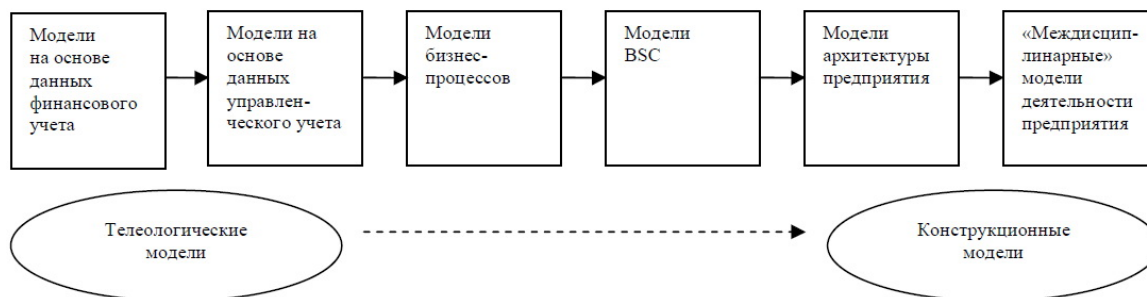 Модели
на основе
данных
финансового
учета
Модели на
основе
данных
управлен-
ческого учета
Модели
бизнес-
процессов
Модели
BSC
Модели
архитектуры
предприятия
«Междисцип-
линарные»
модели
деятельности
предприятия
Телеологические
модели
Конструкционные
модели